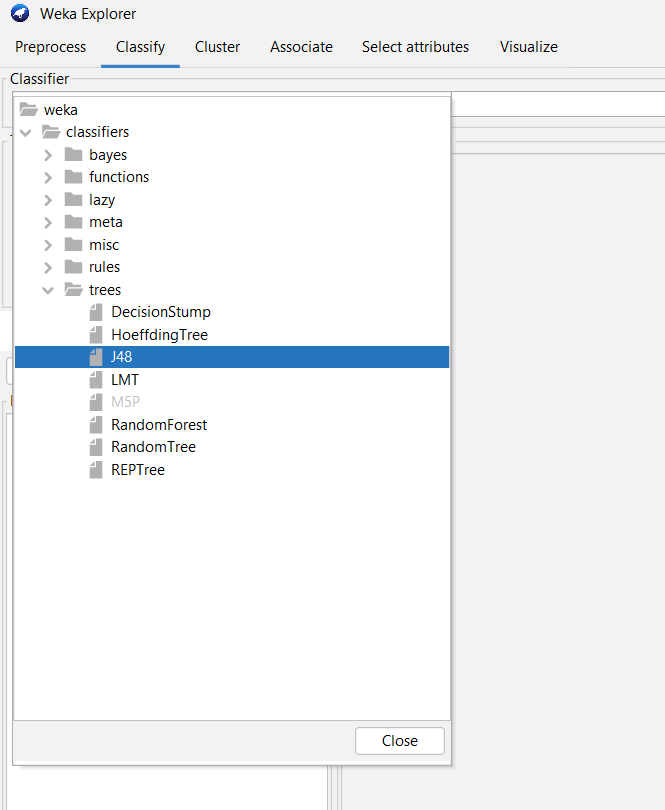 Weka Explorer
Preprocess Classify Cluster Associate Select attributes Visualize
Classifier
weka
classifiers
bayes
functions
lazy
meta
misc
rules
trees
DecisionStump
HoeffdingTree
J48
LMT
M5P
RandomForest
RandomTree
REPTree
Close